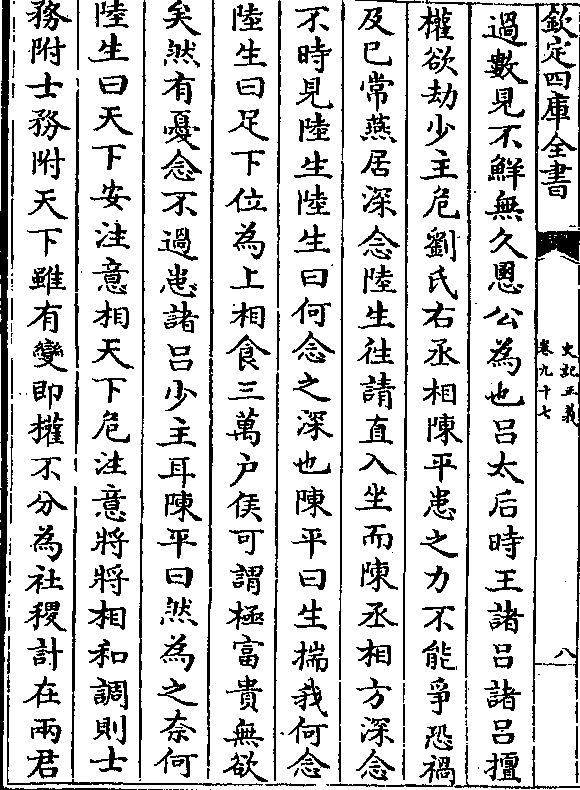 欽定四庫全書
史記正義
卷九十七
八
過數見不鮮無久慁公為也呂太后時王諸呂諸呂擅
權欲劫少主危劉氏右丞相陳平患之力不能爭恐禍
及已常燕居深念陸生往請直入坐而陳丞相方深念
不時見陸生陸生曰何念之深也陳平曰生揣我何念
陸生曰足下位為上相食三萬户侯可謂極富貴無欲
矣然有憂念不過患諸呂少主耳陳平曰然為之奈何
陸生曰天下安注意相天下危注意將將相和調則士
務附士務附天下雖有變即權不分為社稷計在兩君